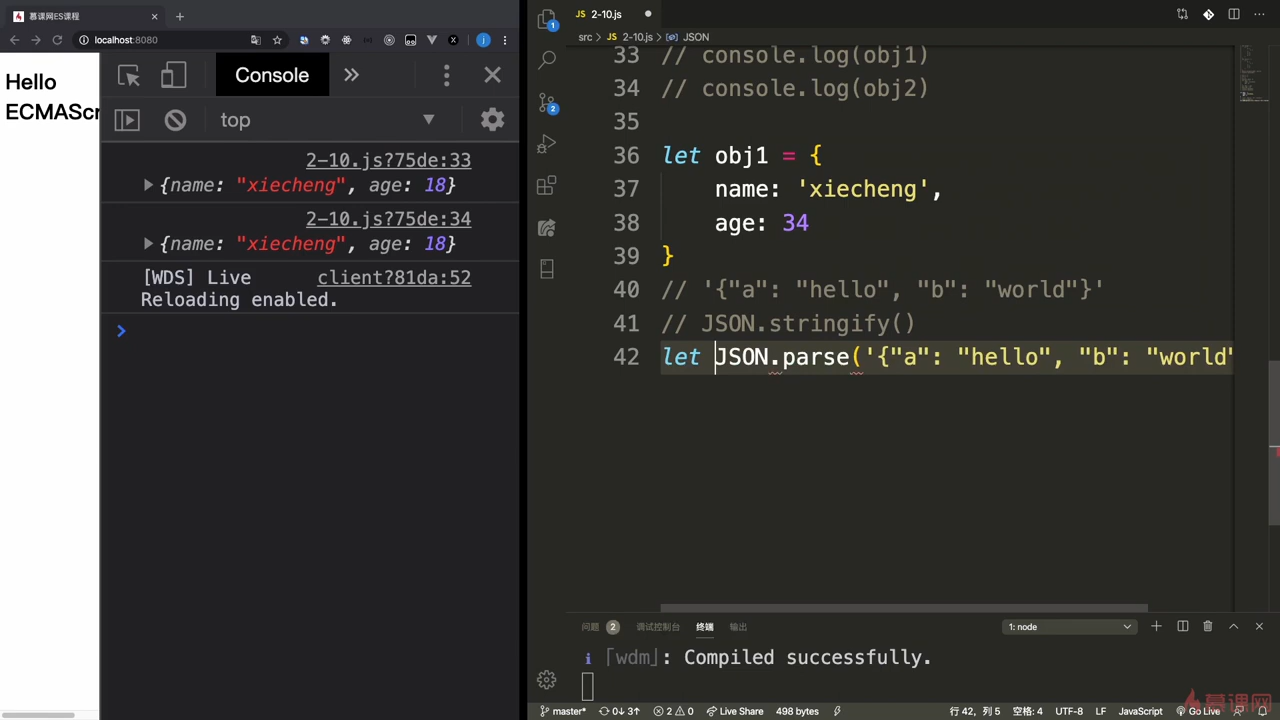 慕课网ES课程
localhost:8080
Hello
ECMAScr
Console
top
2-10.js?75de:33
{name: "xiecheng", age: 18}
2-10.js?75de:34
{name: "xiecheng", age: 18}
[WDS] Live client?81da:52
Reloading enabled.
JS 2-10.js
src > JS 2-10.js > JSON
33 // console.log(obj1)
34 // console.log(obj2)
35
36 let obj1 = {
37 name: 'xiecheng',
38 age: 34
39 }
40 // '{"a": "hello", "b": "world"}'
41 // JSON.stringify()
42 let JSON.parse('{"a": "hello", "b": "world"
问题 2 调试控制台 终端 输出 1: node
i ｢wdm｣: Compiled successfully.
master* 0↓ 3↑ 2 0 Live Share 498 bytes 行 42, 列 5 空格: 4 UTF-8 LF JavaScript Go Live
慕课网